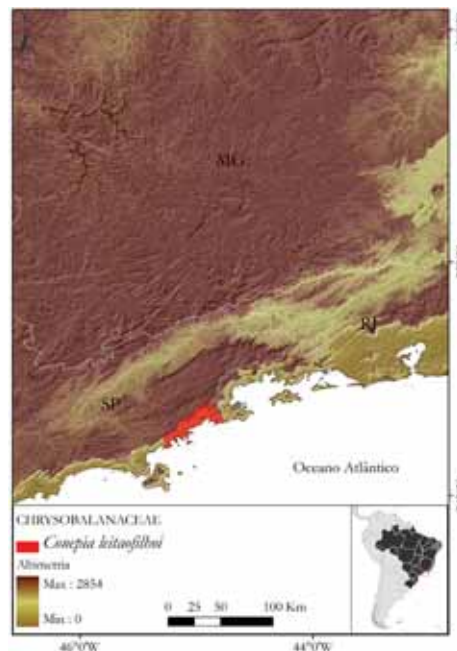 MG
RJ
SP
Oceano Atlântico
CHRYSOBALANACEAE
Conepia leitaofilhoi
Altimetria
Max : 2854
Min : 0
0 25 50 100 Km
46°0'W 44°0'W